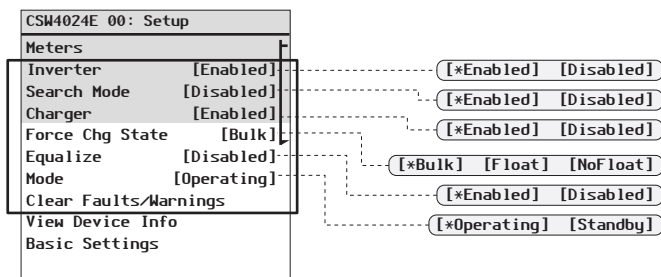 CSW4024E 00: Setup
Meters
Inverter [Enabled]
Search Mode [Disabled]
Charger [Enabled]
Force Chg State [Bulk]
Equalize [Disabled]
Mode [Operating]
Clear Faults/Warnings
View Device Info
Basic Settings
[*Enabled] [Disabled]
[*Enabled] [Disabled]
[*Enabled] [Disabled]
[*Bulk] [Float] [NoFloat]
[*Enabled] [Disabled]
[*Operating] [Standby]